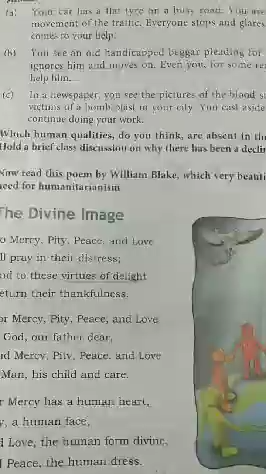 (a) Your car has a flat tyre on a busy road. You are
movement of the traffic. Everyone stops and glares
comes to your help.
(b) You see an old handicapped beggar pleading for
ignores him and moves on. Even you, for some re
help him....
(c) In a newspaper, you see the pictures of the blood s
victims of a bomb blast in your city. You cast aside
continue doing your work.
Which human qualities, do you think, are absent in th
Hold a brief class discussion on why there has been a declin
Now read this poem by William Blake, which very beauti
need for humanitarianism
The Divine Image
o Mercy, Pity, Peace, and Love
ll pray in their distress;
nd to these virtues of delight
eturn their thankfulness.
or Mercy, Pity, Peace, and Love
God, our father dear,
nd Mercy, Pity, Peace, and Love
Man, his child and care.
r Mercy has a human heart,
y, a human face,
d Love, the human form divine,
d Peace, the human dress.